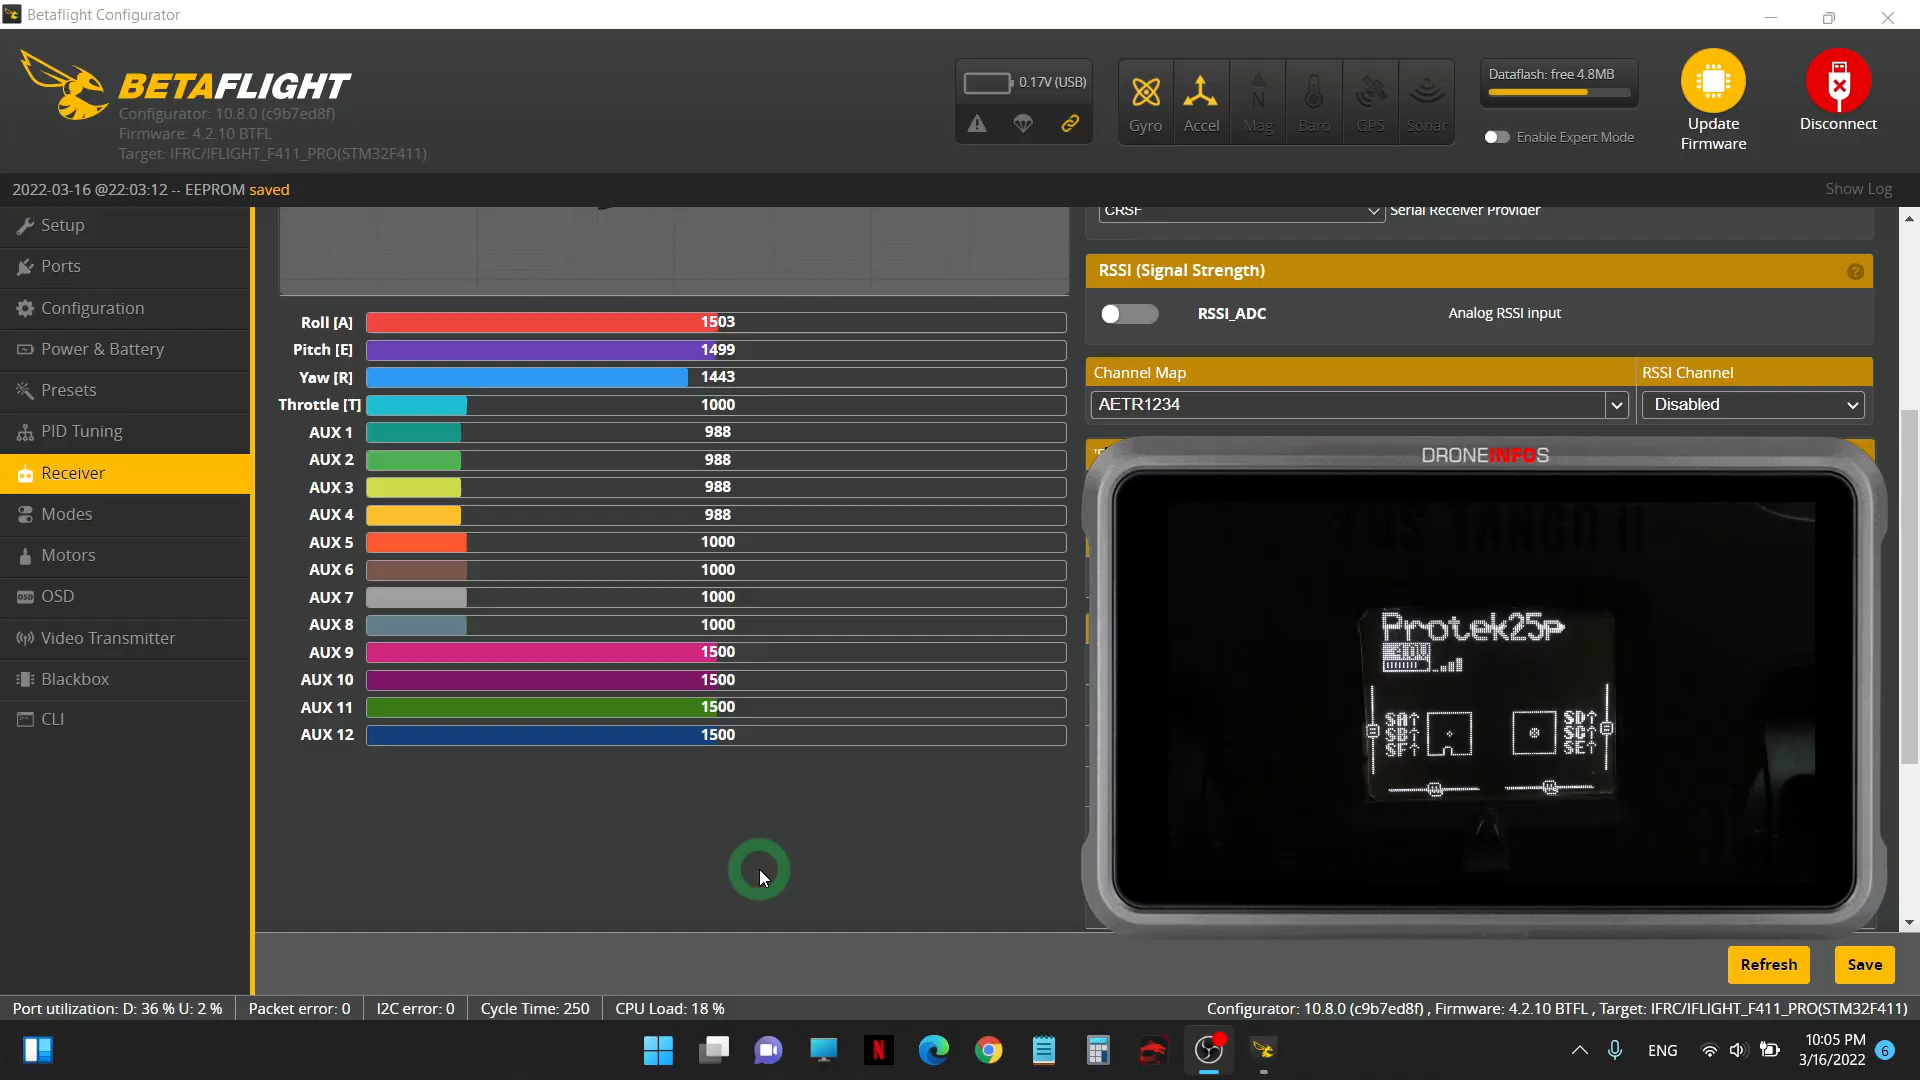 Betaflight Configurator
BETAFLIGHT
Configurator: 10.8.0 (c9b7ed8f)
Firmware: 4.2.10 BTFL
Target: IFRC/IFLIGHT_F411_PRO(STM32F411)
0.17V (USB)
Gyro
Accel
Mag
Baro
GPS
Sonar
Dataflash: free 4.8MB
Enable Expert Mode
Update
Firmware
Disconnect
2022-03-16 @22:03:12 -- EEPROM saved
Show Log
Setup
Ports
Configuration
Power & Battery
Presets
PID Tuning
Receiver
Modes
Motors
OSD
Video Transmitter
Blackbox
CLI
Roll [A] 1503
Pitch [E] 1499
Yaw [R] 1443
Throttle [T] 1000
AUX 1 988
AUX 2 988
AUX 3 988
AUX 4 988
AUX 5 1000
AUX 6 1000
AUX 7 1000
AUX 8 1000
AUX 9 1500
AUX 10 1500
AUX 11 1500
AUX 12 1500
CRSF Serial Receiver Provider
RSSI (Signal Strength)
RSSI_ADC Analog RSSI input
Channel Map RSSI Channel
AETR1234 Disabled
DRONEINFOS
TBS TANGO II
Protek25P
SA↑ SD↑
SB↑ SC↑
SF↑ SE↑
Refresh
Save
Port utilization: D: 36 % U: 2 %
Packet error: 0
I2C error: 0
Cycle Time: 250
CPU Load: 18 %
Configurator: 10.8.0 (c9b7ed8f) , Firmware: 4.2.10 BTFL , Target: IFRC/IFLIGHT_F411_PRO(STM32F411)
N
ENG
10:05 PM
3/16/2022
6